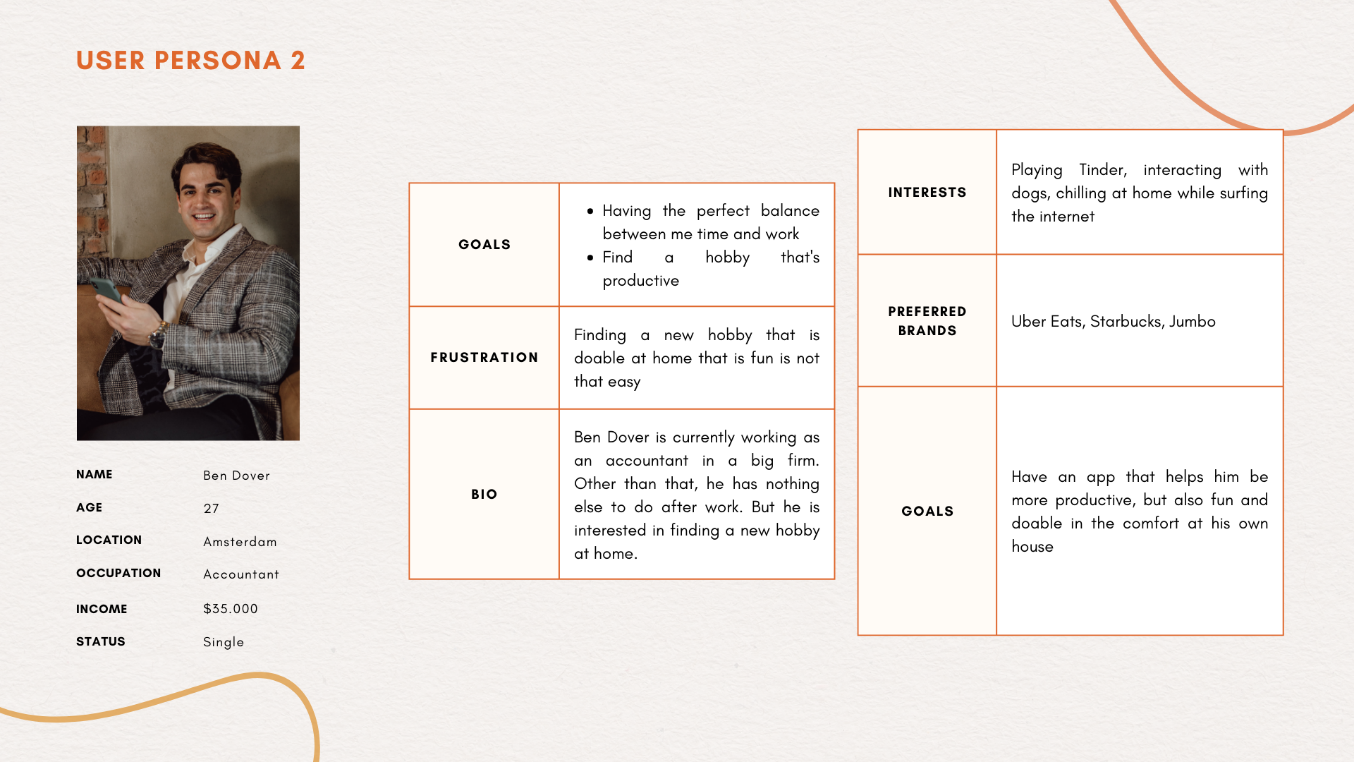 USER PERSONA 2
NAME Ben Dover
AGE 27
LOCATION Amsterdam
OCCUPATION Accountant
INCOME $35.000
STATUS Single
GOALS
• Having the perfect balance
between me time and work
• Find a hobby that's
productive
FRUSTRATION
Finding a new hobby that is
doable at home that is fun is not
that easy
BIO
Ben Dover is currently working as
an accountant in a big firm.
Other than that, he has nothing
else to do after work. But he is
interested in finding a new hobby
at home.
INTERESTS
Playing Tinder, interacting with
dogs, chilling at home while surfing
the internet
PREFERRED
BRANDS
Uber Eats, Starbucks, Jumbo
GOALS
Have an app that helps him be
more productive, but also fun and
doable in the comfort at his own
house